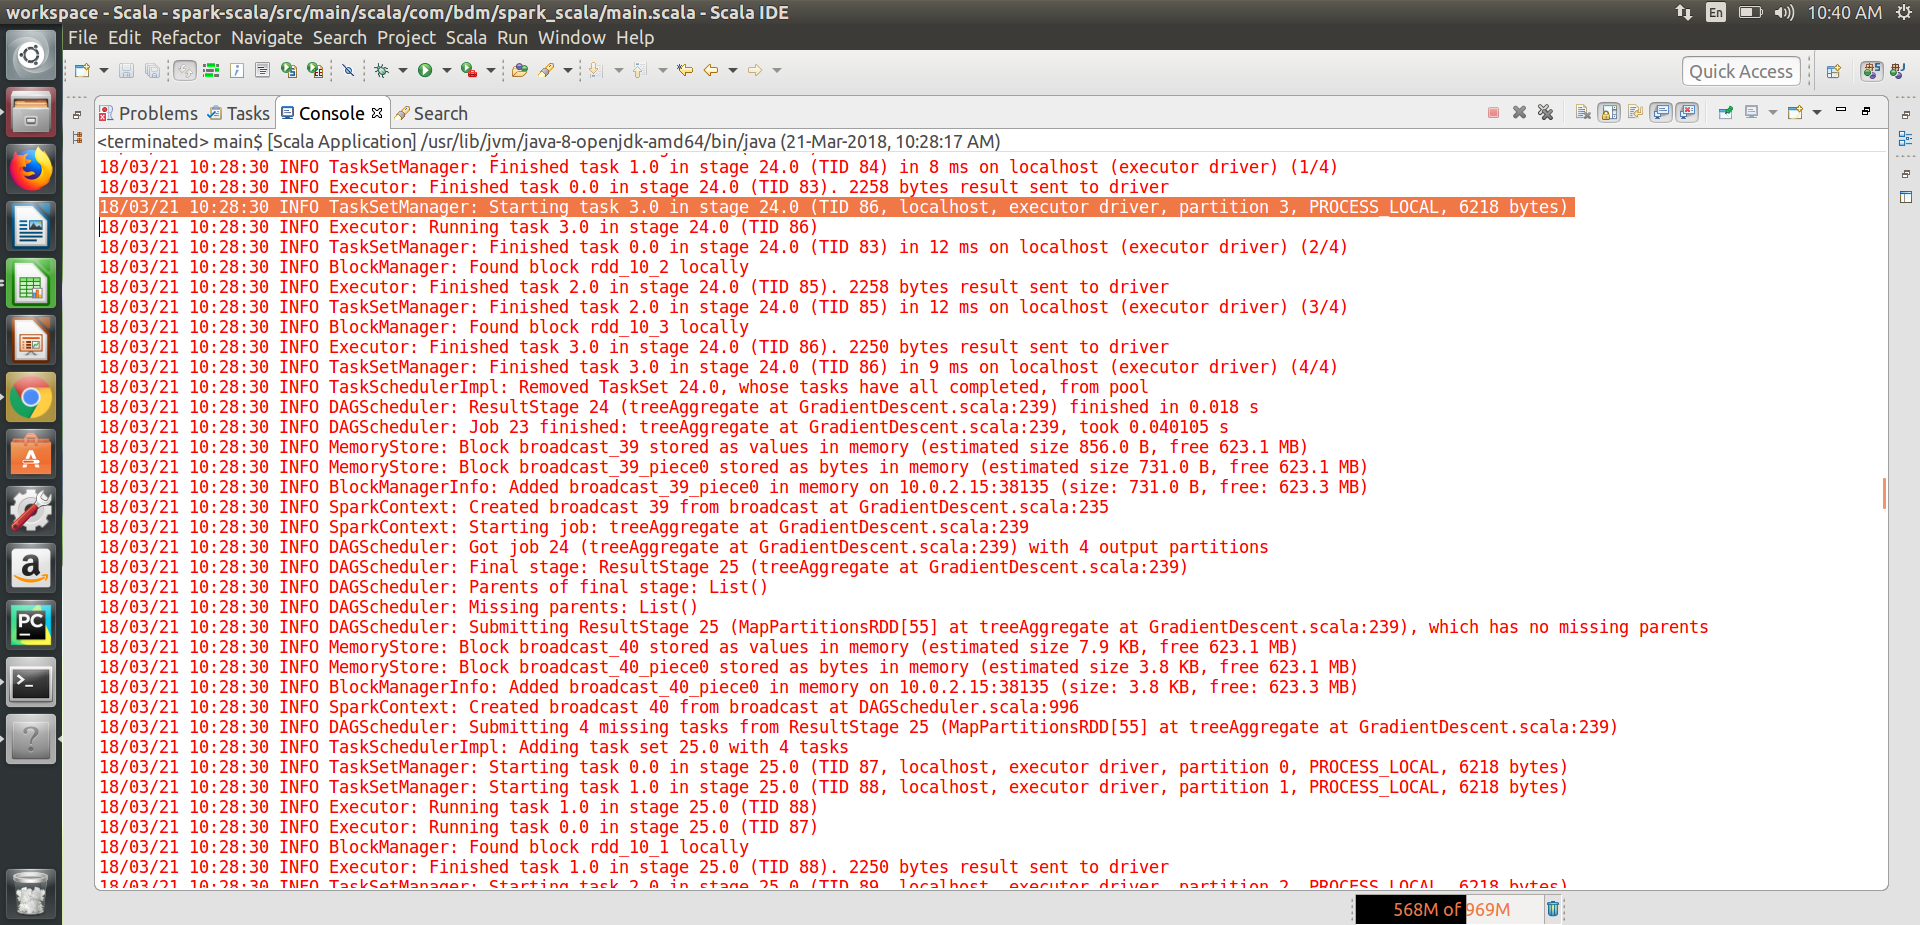 workspace - Scala - spark-scala/src/main/scala/com/bdm/spark_scala/main.scala - Scala IDE
En
10:40 AM
File Edit Refactor Navigate Search Project Scala Run Window Help
Quick Access
Problems Tasks Console Search
<terminated> main$ [Scala Application] /usr/lib/jvm/java-8-openjdk-amd64/bin/java (21-Mar-2018, 10:28:17 AM)
18/03/21 10:28:30 INFO TaskSetManager: Finished task 1.0 in stage 24.0 (TID 84) in 8 ms on localhost (executor driver) (1/4)
18/03/21 10:28:30 INFO Executor: Finished task 0.0 in stage 24.0 (TID 83). 2258 bytes result sent to driver
18/03/21 10:28:30 INFO TaskSetManager: Starting task 3.0 in stage 24.0 (TID 86, localhost, executor driver, partition 3, PROCESS_LOCAL, 6218 bytes)
18/03/21 10:28:30 INFO Executor: Running task 3.0 in stage 24.0 (TID 86)
18/03/21 10:28:30 INFO TaskSetManager: Finished task 0.0 in stage 24.0 (TID 83) in 12 ms on localhost (executor driver) (2/4)
18/03/21 10:28:30 INFO BlockManager: Found block rdd_10_2 locally
18/03/21 10:28:30 INFO Executor: Finished task 2.0 in stage 24.0 (TID 85). 2258 bytes result sent to driver
18/03/21 10:28:30 INFO TaskSetManager: Finished task 2.0 in stage 24.0 (TID 85) in 12 ms on localhost (executor driver) (3/4)
18/03/21 10:28:30 INFO BlockManager: Found block rdd_10_3 locally
18/03/21 10:28:30 INFO Executor: Finished task 3.0 in stage 24.0 (TID 86). 2250 bytes result sent to driver
18/03/21 10:28:30 INFO TaskSetManager: Finished task 3.0 in stage 24.0 (TID 86) in 9 ms on localhost (executor driver) (4/4)
18/03/21 10:28:30 INFO TaskSchedulerImpl: Removed TaskSet 24.0, whose tasks have all completed, from pool
18/03/21 10:28:30 INFO DAGScheduler: ResultStage 24 (treeAggregate at GradientDescent.scala:239) finished in 0.018 s
18/03/21 10:28:30 INFO DAGScheduler: Job 23 finished: treeAggregate at GradientDescent.scala:239, took 0.040105 s
18/03/21 10:28:30 INFO MemoryStore: Block broadcast_39 stored as values in memory (estimated size 856.0 B, free 623.1 MB)
18/03/21 10:28:30 INFO MemoryStore: Block broadcast_39_piece0 stored as bytes in memory (estimated size 731.0 B, free 623.1 MB)
18/03/21 10:28:30 INFO BlockManagerInfo: Added broadcast_39_piece0 in memory on 10.0.2.15:38135 (size: 731.0 B, free: 623.3 MB)
18/03/21 10:28:30 INFO SparkContext: Created broadcast 39 from broadcast at GradientDescent.scala:235
18/03/21 10:28:30 INFO SparkContext: Starting job: treeAggregate at GradientDescent.scala:239
18/03/21 10:28:30 INFO DAGScheduler: Got job 24 (treeAggregate at GradientDescent.scala:239) with 4 output partitions
18/03/21 10:28:30 INFO DAGScheduler: Final stage: ResultStage 25 (treeAggregate at GradientDescent.scala:239)
18/03/21 10:28:30 INFO DAGScheduler: Parents of final stage: List()
18/03/21 10:28:30 INFO DAGScheduler: Missing parents: List()
18/03/21 10:28:30 INFO DAGScheduler: Submitting ResultStage 25 (MapPartitionsRDD[55] at treeAggregate at GradientDescent.scala:239), which has no missing parents
18/03/21 10:28:30 INFO MemoryStore: Block broadcast_40 stored as values in memory (estimated size 7.9 KB, free 623.1 MB)
18/03/21 10:28:30 INFO MemoryStore: Block broadcast_40_piece0 stored as bytes in memory (estimated size 3.8 KB, free 623.1 MB)
18/03/21 10:28:30 INFO BlockManagerInfo: Added broadcast_40_piece0 in memory on 10.0.2.15:38135 (size: 3.8 KB, free: 623.3 MB)
18/03/21 10:28:30 INFO SparkContext: Created broadcast 40 from broadcast at DAGScheduler.scala:996
18/03/21 10:28:30 INFO DAGScheduler: Submitting 4 missing tasks from ResultStage 25 (MapPartitionsRDD[55] at treeAggregate at GradientDescent.scala:239)
18/03/21 10:28:30 INFO TaskSchedulerImpl: Adding task set 25.0 with 4 tasks
18/03/21 10:28:30 INFO TaskSetManager: Starting task 0.0 in stage 25.0 (TID 87, localhost, executor driver, partition 0, PROCESS_LOCAL, 6218 bytes)
18/03/21 10:28:30 INFO TaskSetManager: Starting task 1.0 in stage 25.0 (TID 88, localhost, executor driver, partition 1, PROCESS_LOCAL, 6218 bytes)
18/03/21 10:28:30 INFO Executor: Running task 1.0 in stage 25.0 (TID 88)
18/03/21 10:28:30 INFO Executor: Running task 0.0 in stage 25.0 (TID 87)
18/03/21 10:28:30 INFO BlockManager: Found block rdd_10_1 locally
18/03/21 10:28:30 INFO Executor: Finished task 1.0 in stage 25.0 (TID 88). 2250 bytes result sent to driver
18/03/21 10:28:30 INFO TaskSetManager: Starting task 2.0 in stage 25.0 (TID 89, localhost, executor driver, partition 2, PROCESS_LOCAL, 6218 bytes)
568M of 969M